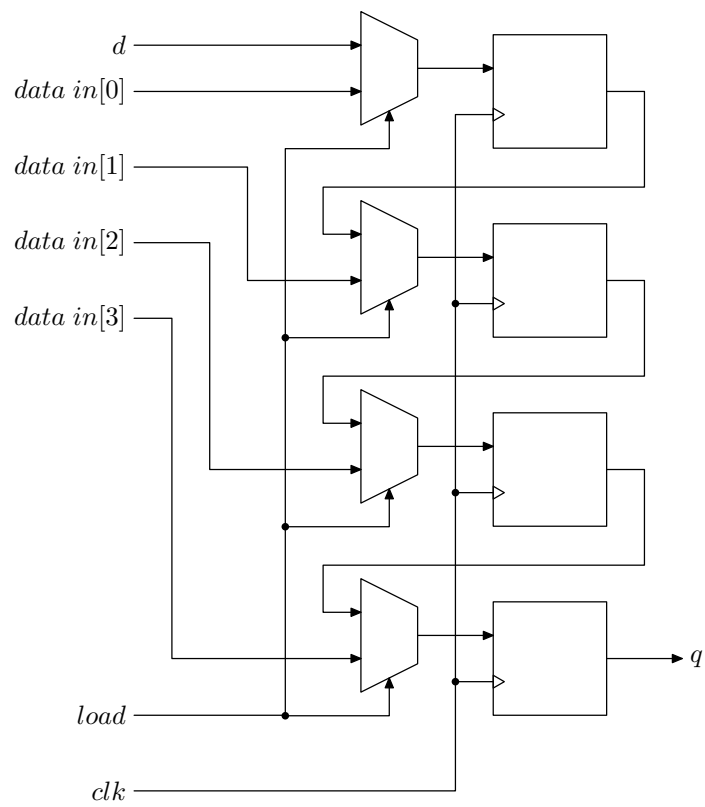 d
data in[0]
data in[1]
data in[2]
data in[3]
q
load
clk